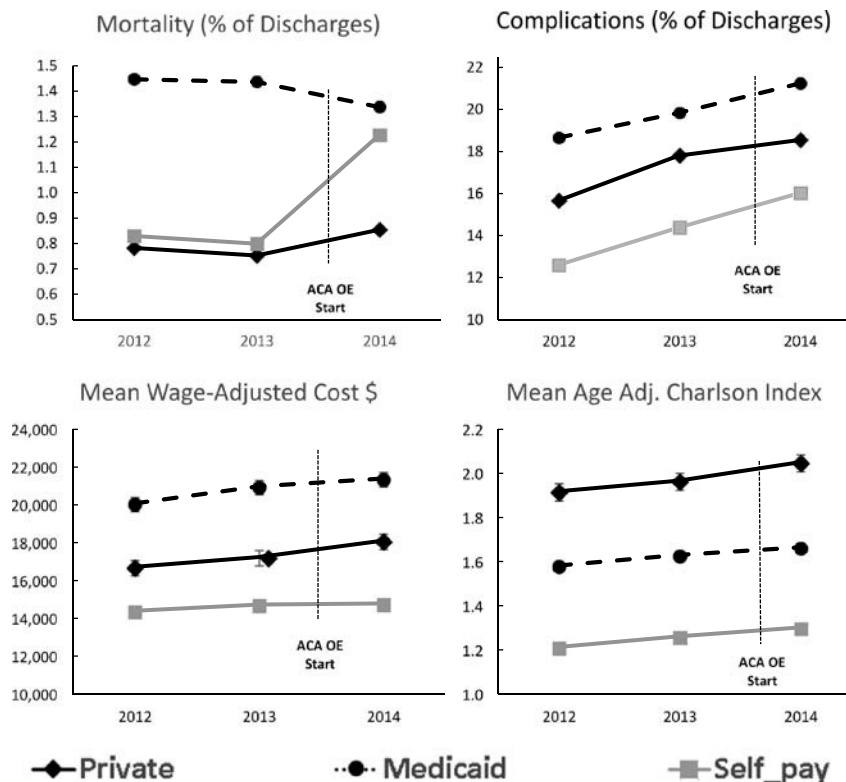 Mortality (% of Discharges)
1.5
1.4
1.3
1.2
1.1
1.0
0.9
0.8
0.7
0.6
0.5
ACA OE
Start
2012 2013 2014
Complications (% of Discharges)
22
20
18
16
14
12
10
ACA OE
Start
2012 2013 2014
Mean Wage-Adjusted Cost $
24,000
22,000
20,000
18,000
16,000
14,000
12,000
10,000
ACA OE
Start
2012 2013 2014
Mean Age Adj. Charlson Index
2.2
2.0
1.8
1.6
1.4
1.2
1.0
ACA OE
Start
2012 2013 2014
Private Medicaid Self_pay